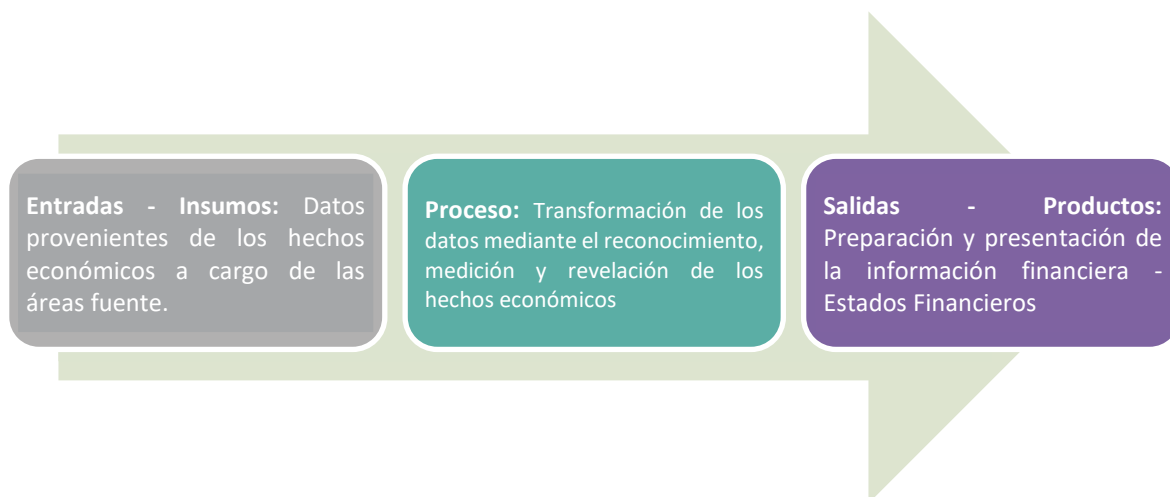 Entradas - Insumos: Datos
provenientes de los hechos
económicos a cargo de las
áreas fuente.
Proceso: Transformación de los
datos mediante el reconocimiento,
medición y revelación de los
hechos económicos
Salidas - Productos:
Preparación y presentación de
la información financiera -
Estados Financieros